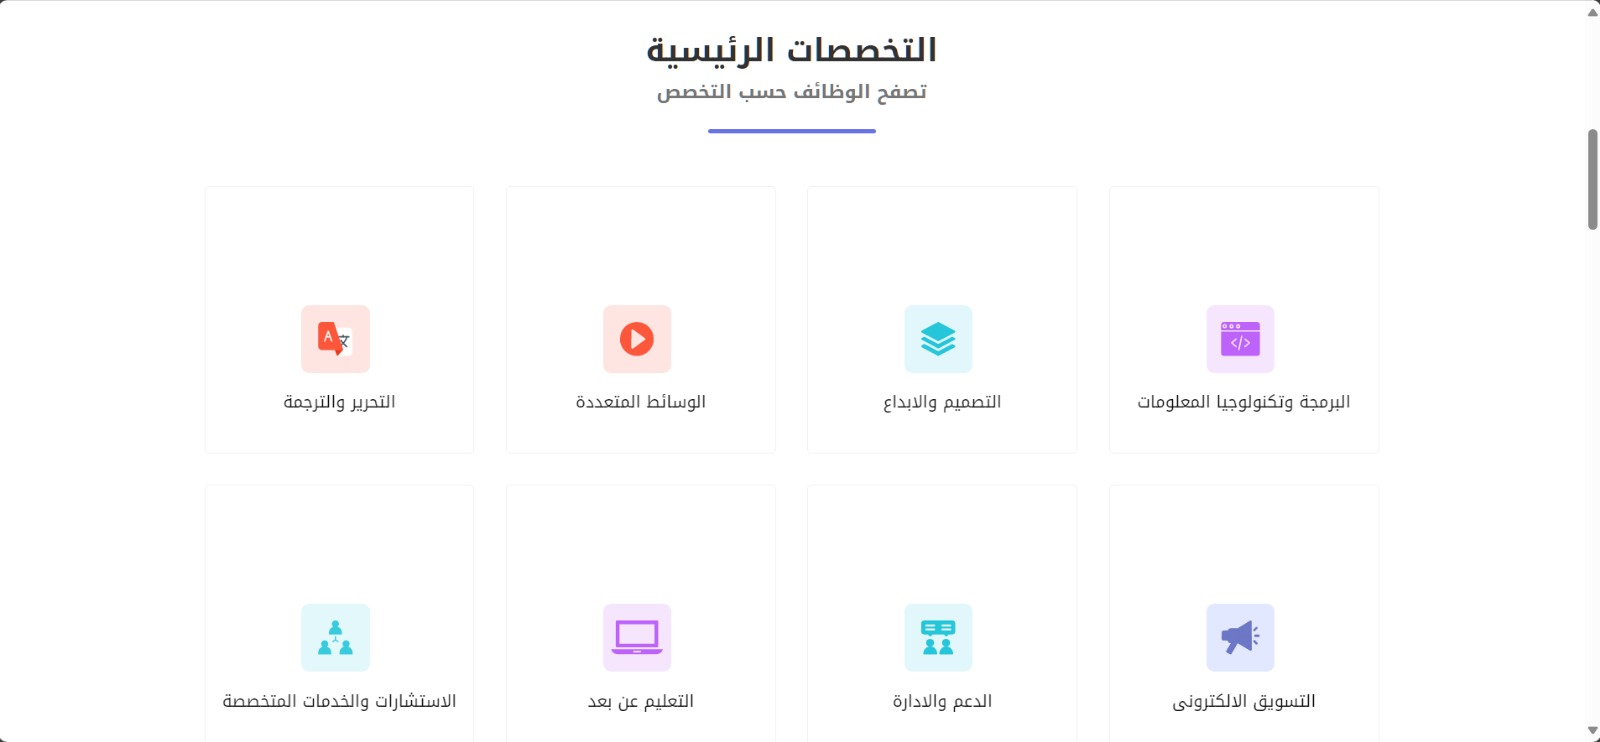 التخصصات الرئيسية
تصفح الوظائف حسب التخصص
البرمجة وتكنولوجيا المعلومات
التصميم والابداع
الوسائط المتعددة
التحرير والترجمة
التسويق الالكترونى
الدعم والادارة
التعليم عن بعد
الاستشارات والخدمات المتخصصة